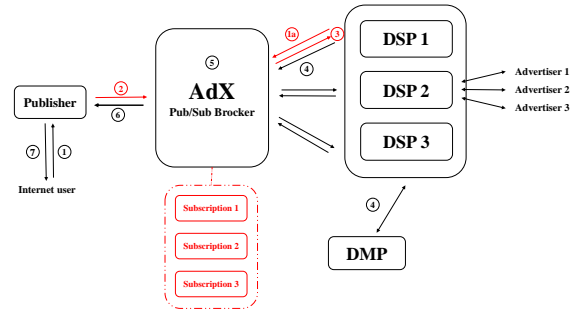 1a
3
DSP 1
5
4
AdX
Pub/Sub Brocker
DSP 2
Advertiser 1
Advertiser 2
Advertiser 3
Publisher
2
6
DSP 3
7
1
Internet user
4
Subscription 1
Subscription 2
Subscription 3
DMP